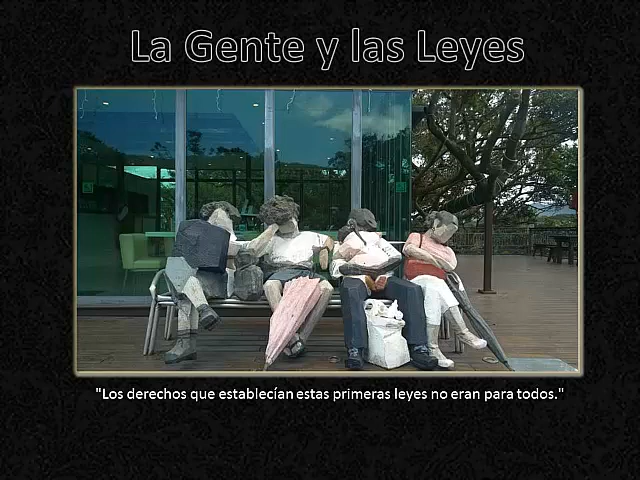 La Gente y las Leyes
"Los derechos que establecían estas primeras leyes no eran para todos."